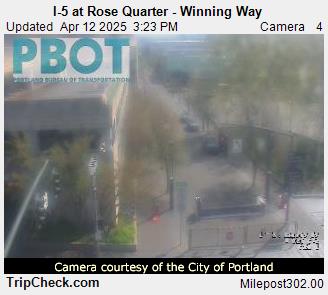 I-5 at Rose Quarter - Winning Way
Updated Apr 12 2025 3:23 PM Camera 4
PBOT
PORTLAND BUREAU OF TRANSPORTATION
Camera courtesy of the City of Portland
TripCheck.com Milepost302.00